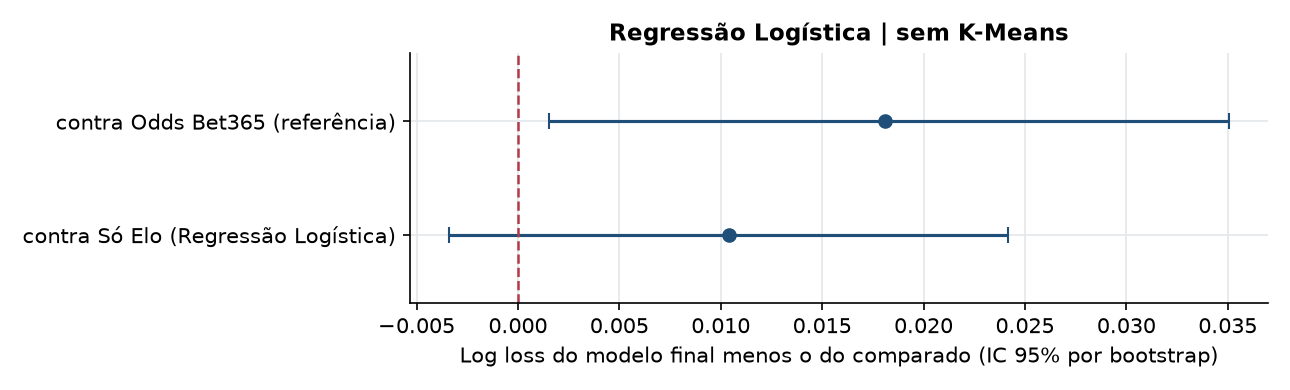 Regressão Logística | sem K-Means
contra Odds Bet365 (referência)
contra Só Elo (Regressão Logística)
−0.005 0.000 0.005 0.010 0.015 0.020 0.025 0.030 0.035
Log loss do modelo final menos o do comparado (IC 95% por bootstrap)